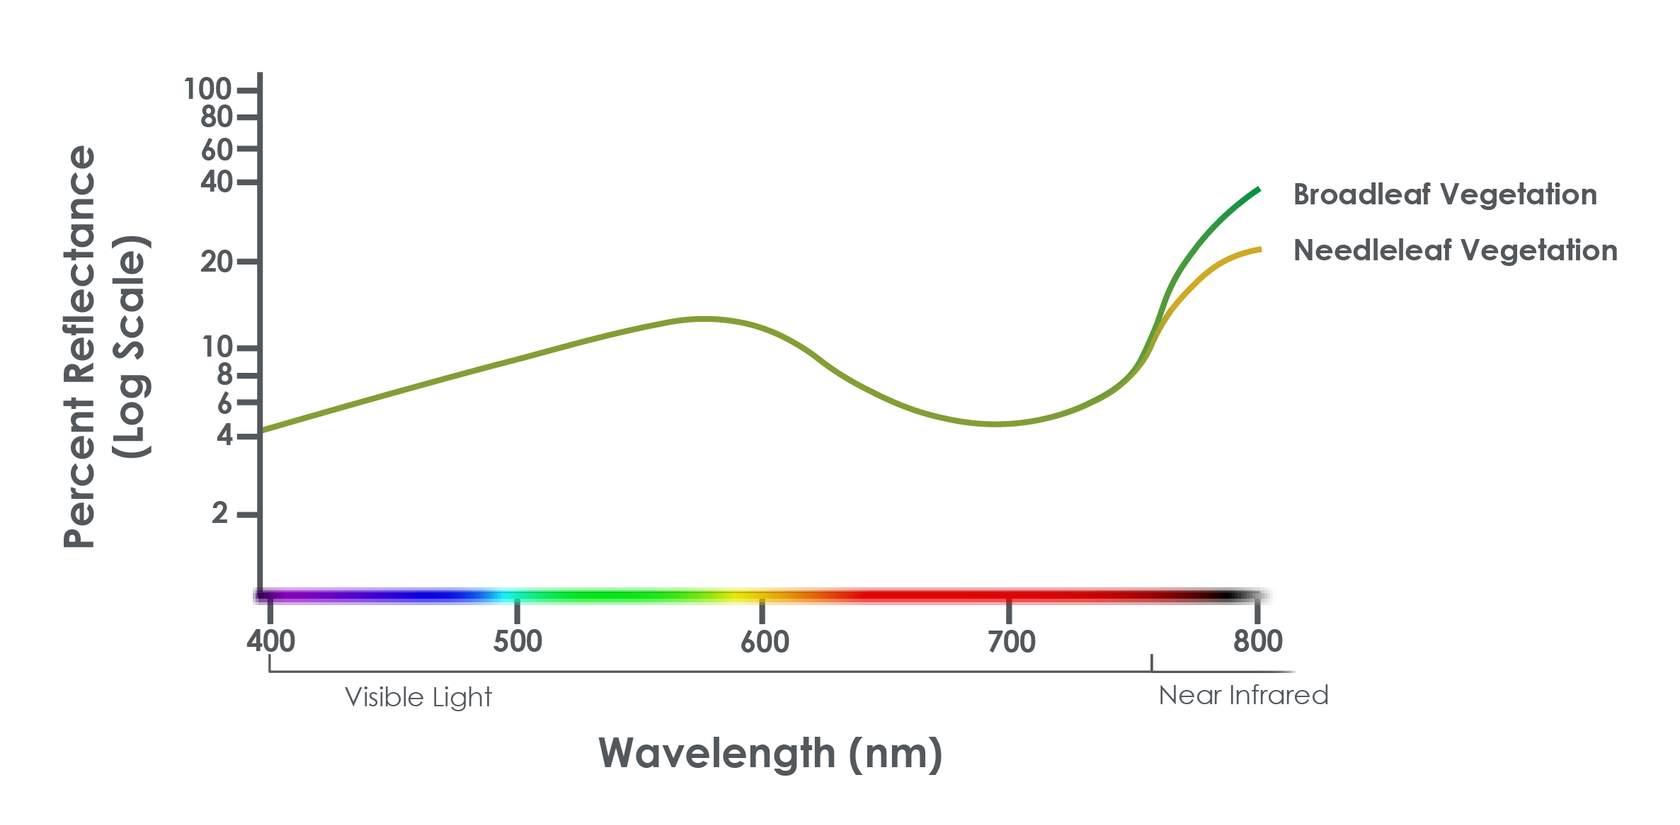 100
80
60
40
20
10
8
6
4
2
Percent Reflectance
(Log Scale)
Broadleaf Vegetation
Needleleaf Vegetation
400 500 600 700 800
Visible Light Near Infrared
Wavelength (nm)